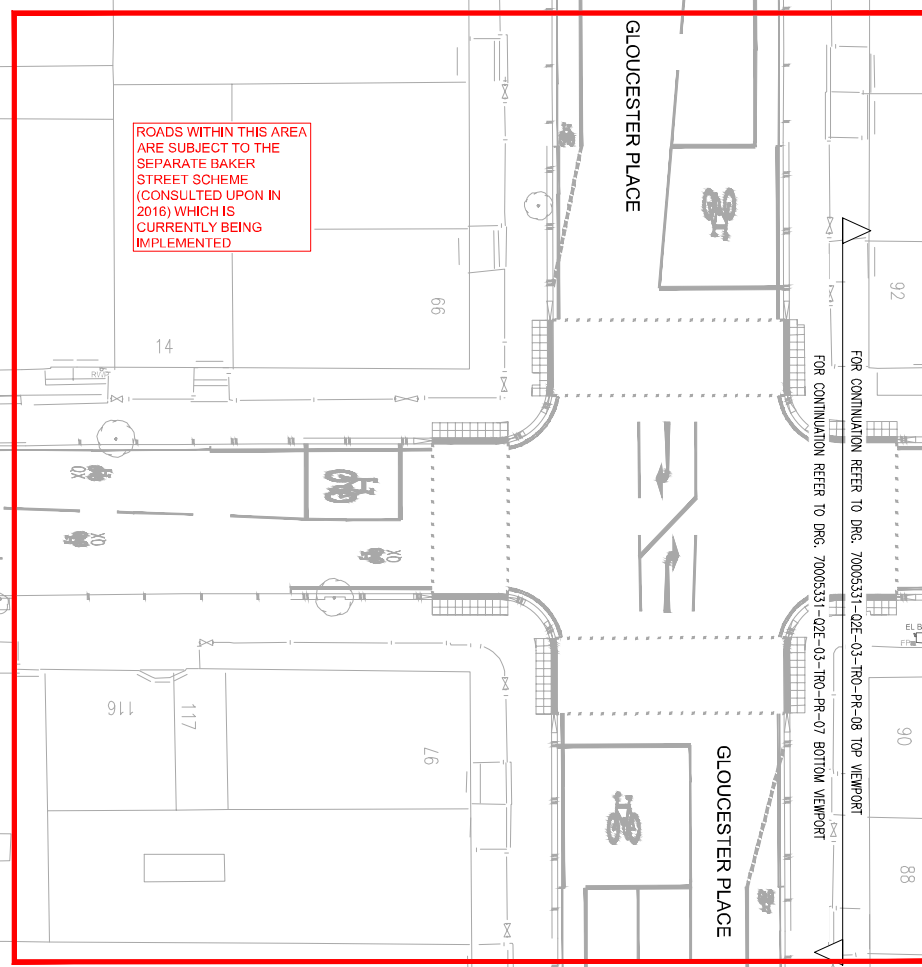 GLOUCESTER PLACE
ROADS WITHIN THIS AREA
ARE SUBJECT TO THE
SEPARATE BAKER
STREET SCHEME
(CONSULTED UPON IN
2016) WHICH IS
CURRENTLY BEING
IMPLEMENTED
66
92
14
FOR CONTINUATION REFER TO DRG. 70005331-Q2E-03-TRO-PR-08 TOP VIEWPORT
FOR CONTINUATION REFER TO DRG. 70005331-Q2E-03-TRO-PR-07 BOTTOM VIEWPORT
EL B
FP
116
117
97
90
GLOUCESTER PLACE
88